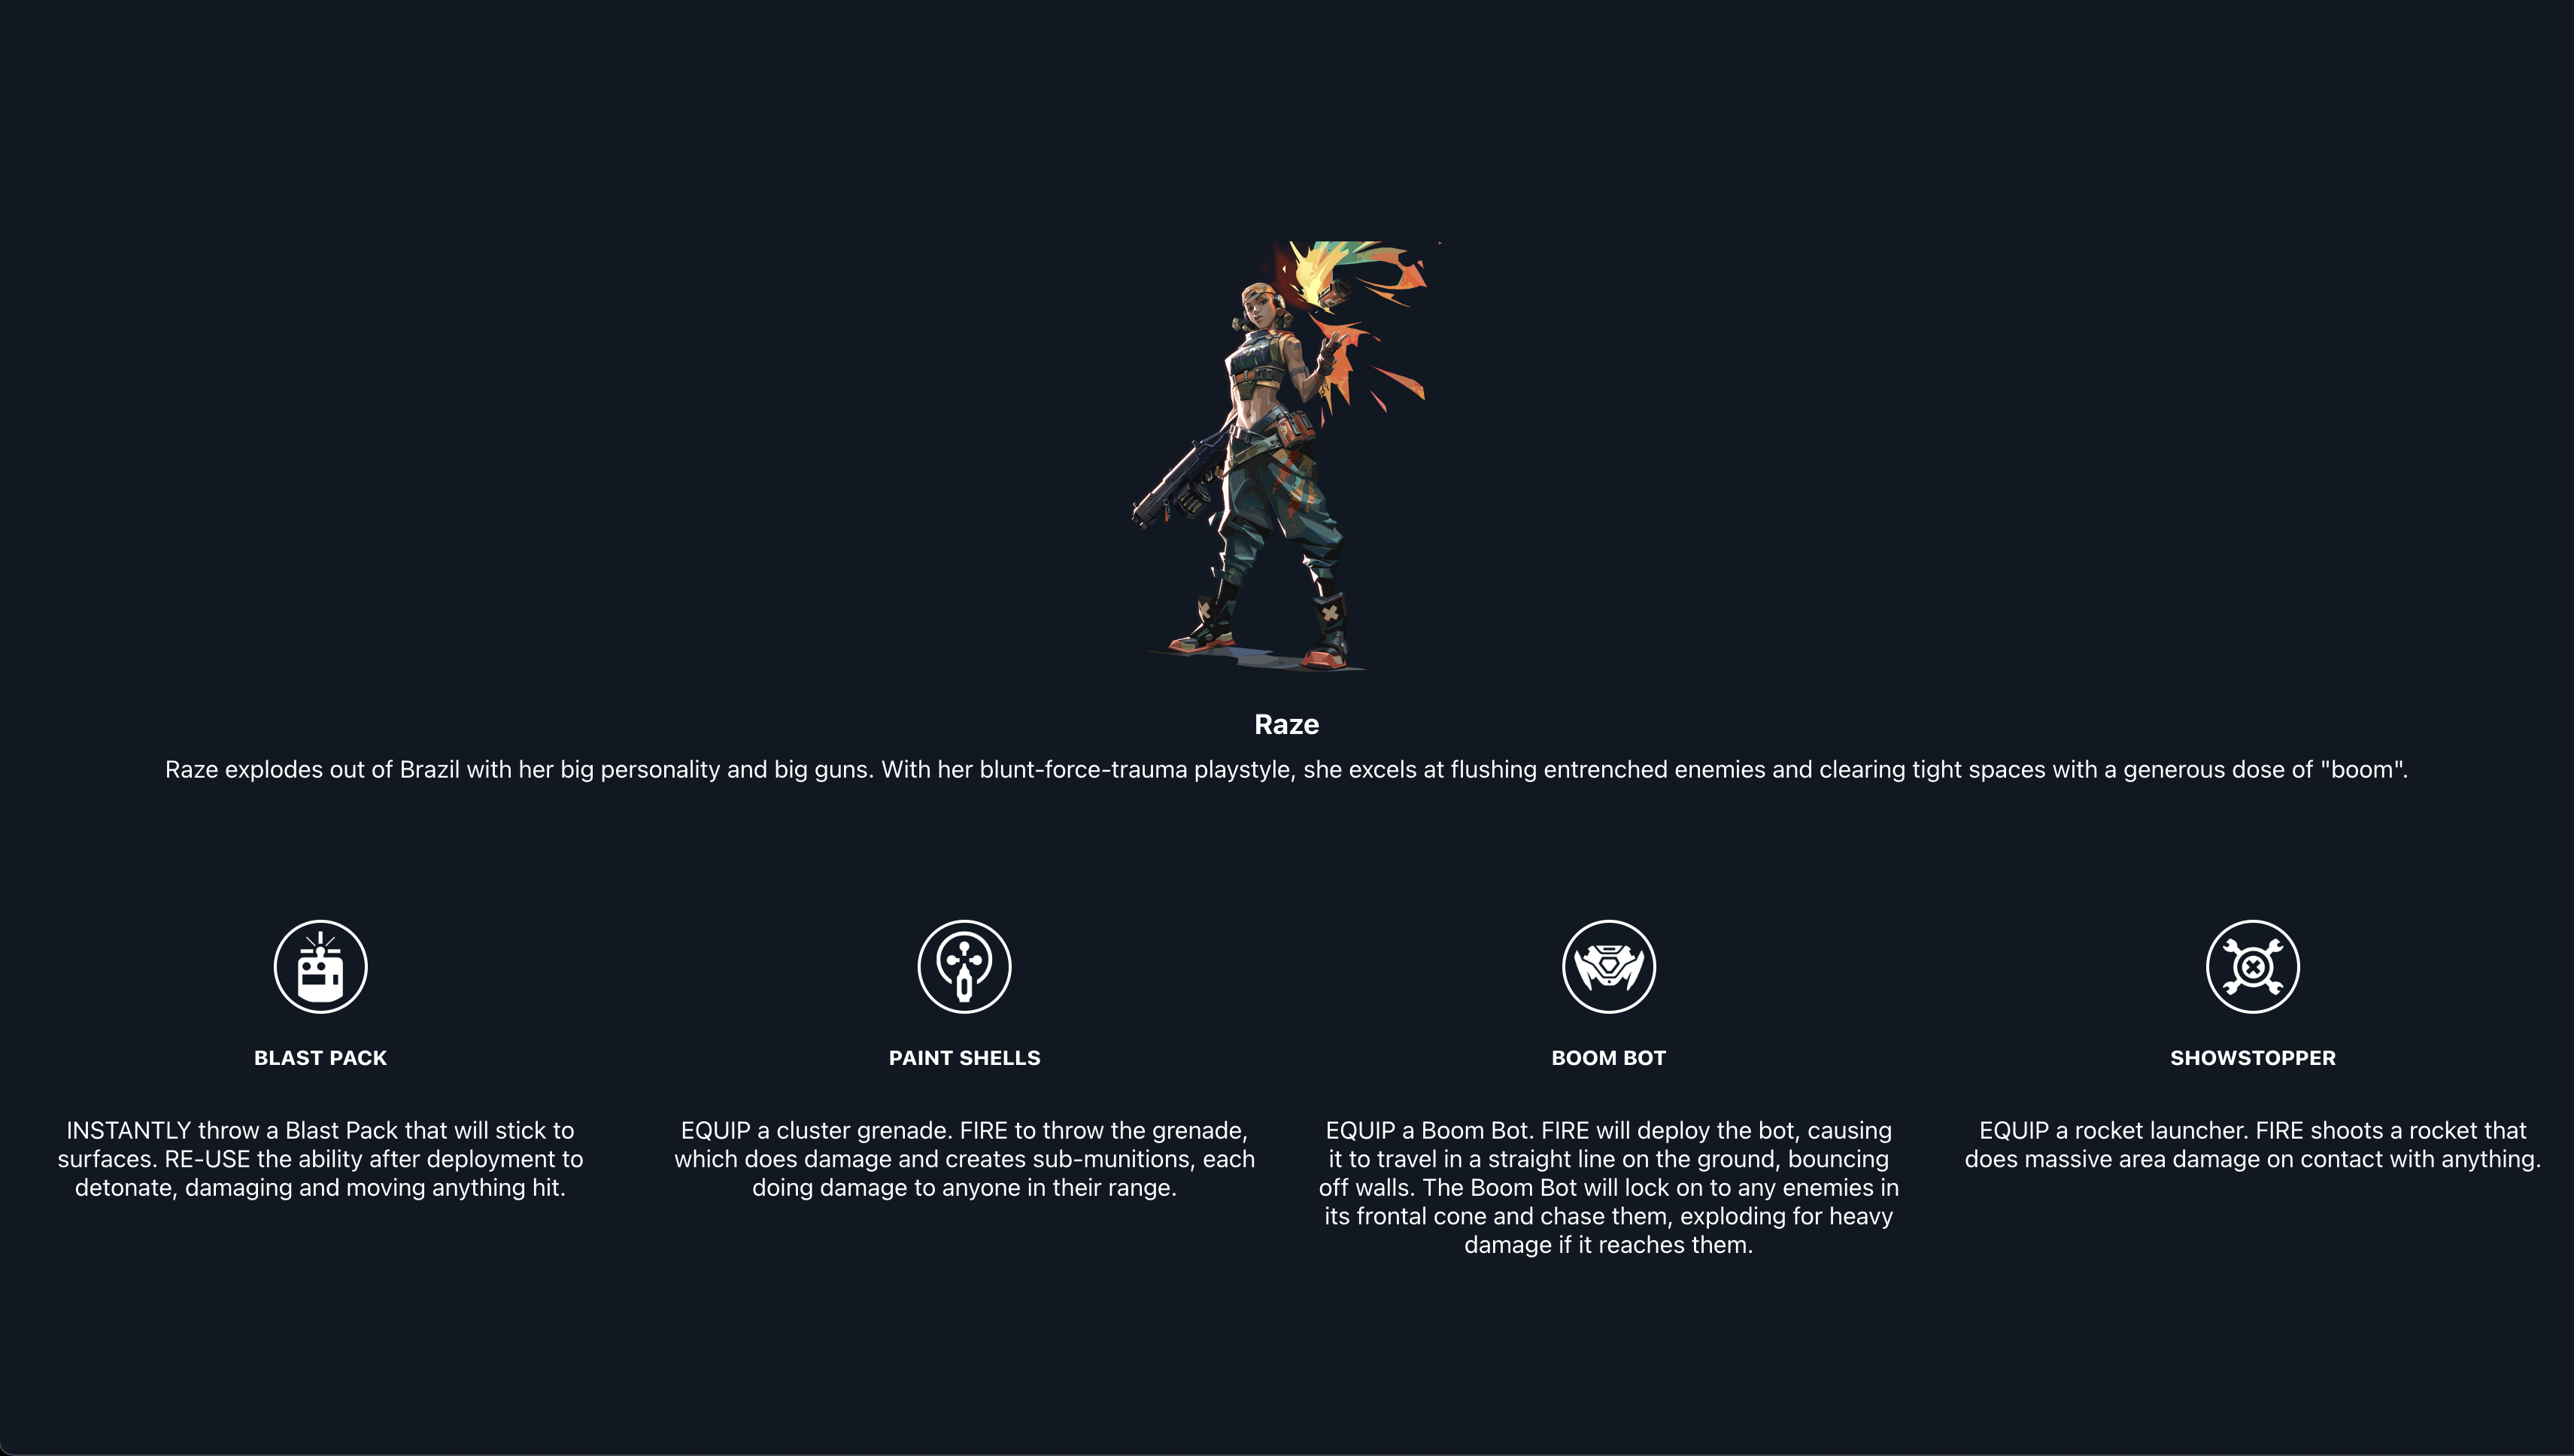 Raze
Raze explodes out of Brazil with her big personality and big guns. With her blunt-force-trauma playstyle, she excels at flushing entrenched enemies and clearing tight spaces with a generous dose of "boom".
BLAST PACK
INSTANTLY throw a Blast Pack that will stick to
surfaces. RE-USE the ability after deployment to
detonate, damaging and moving anything hit.
PAINT SHELLS
EQUIP a cluster grenade. FIRE to throw the grenade,
which does damage and creates sub-munitions, each
doing damage to anyone in their range.
BOOM BOT
EQUIP a Boom Bot. FIRE will deploy the bot, causing
it to travel in a straight line on the ground, bouncing
off walls. The Boom Bot will lock on to any enemies in
its frontal cone and chase them, exploding for heavy
damage if it reaches them.
SHOWSTOPPER
EQUIP a rocket launcher. FIRE shoots a rocket that
does massive area damage on contact with anything.